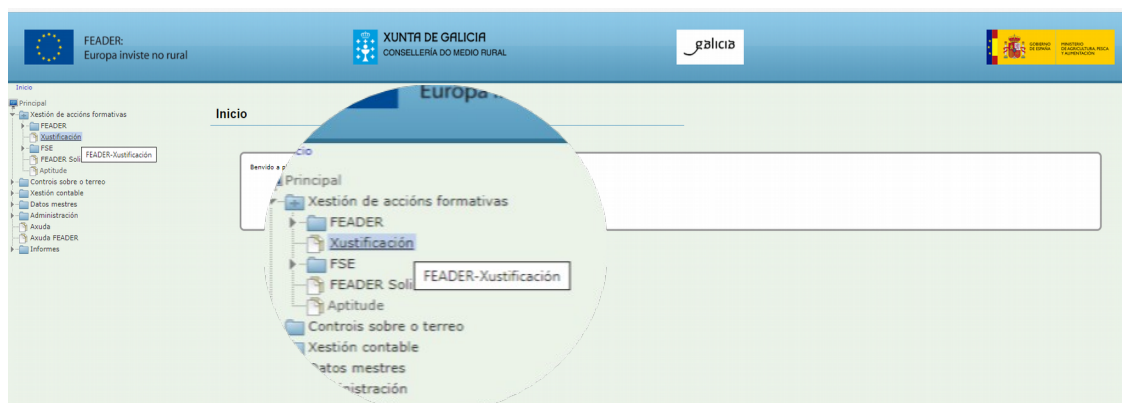 FEADER:
Europa inviste no rural
XUNTA DE GALICIA
CONSELLERÍA DO MEDIO RURAL
galicia
GOBIERNO
DE ESPAÑA
MINISTERIO
DE AGRICULTURA, PESCA
Y ALIMENTACIÓN
Inicio
Principal
Xestión de accións formativas
FEADER
Xustificación
FSE
FEADER Soli
FEADER-Xustificación
Aptitude
Controis sobre o terreo
Xestión contable
Datos mestres
Administración
Axuda
Axuda FEADER
Informes
Inicio
Benvido a p
Europa
cio
Principal
Xestión de accións formativas
FEADER
Xustificación
FSE
FEADER Soli
FEADER-Xustificación
Aptitude
Controis sobre o terreo
Xestión contable
Datos mestres
nistración